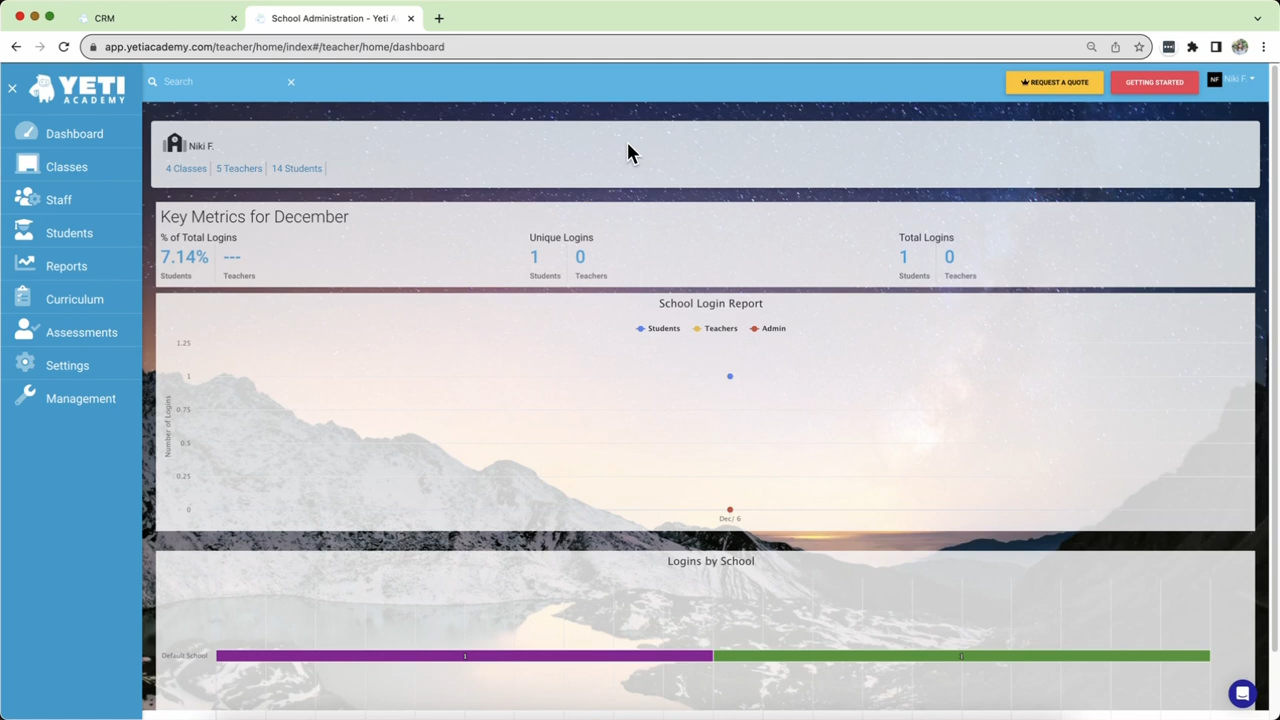 CRM
School Administration - Yeti A
app.yetiacademy.com/teacher/home/index#/teacher/home/dashboard
YETI
ACADEMY
Search
REQUEST A QUOTE
GETTING STARTED
NF
Niki F.
Dashboard
Classes
Staff
Students
Reports
Curriculum
Assessments
Settings
Management
Niki F.
4 Classes
5 Teachers
14 Students
Key Metrics for December
% of Total Logins
7.14%
---
Students
Teachers
Unique Logins
1
0
Students
Teachers
Total Logins
1
0
Students
Teachers
School Login Report
Students
Teachers
Admin
Number of Logins
1.25
1
0.75
0.5
0.25
0
Dec/ 6
Logins by School
Default School
1
1